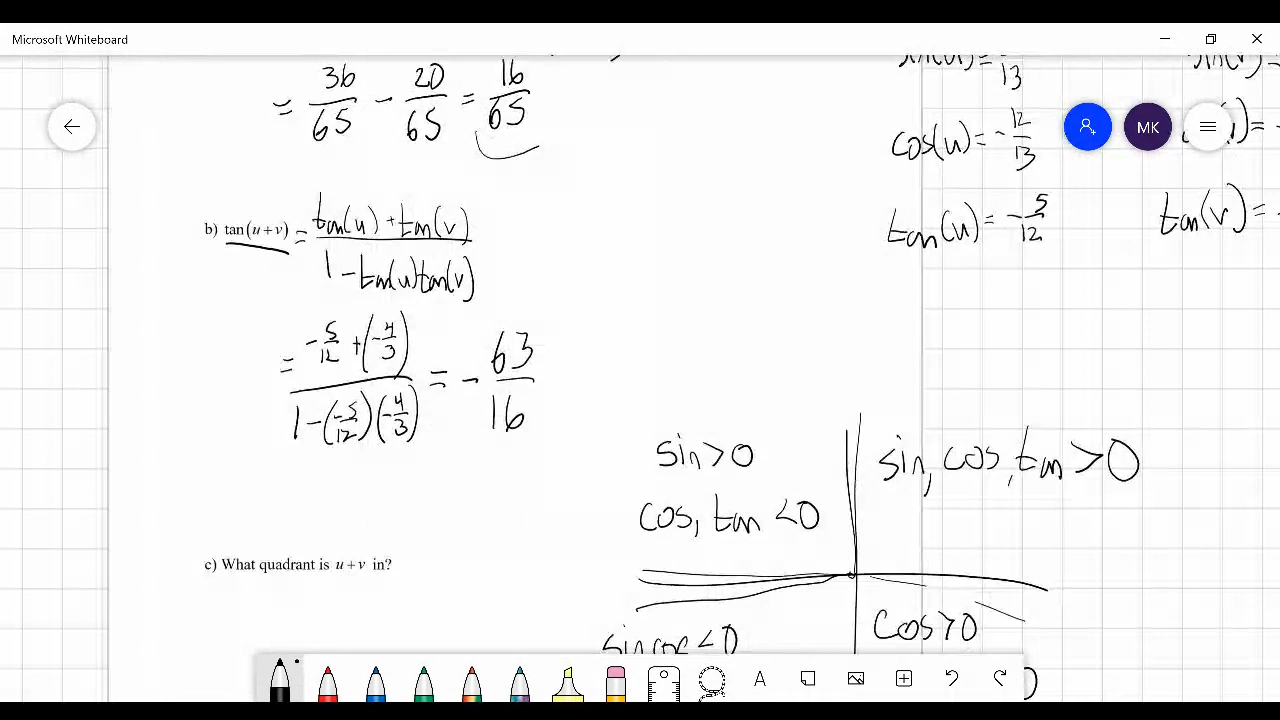 Microsoft Whiteboard
= 36/65 - 20/65 = 16/65
13
cos(u) = -12/13
MK
tan(u) = -5/12
tan(v) =
b) tan(u+v) = tan(u) + tan(v) / 1 - tan(u)tan(v)
= -5/12 + (-4/3) / 1 - (-5/12)(-4/3) = - 63/16
sin > 0
cos, tan < 0
sin, cos, tan > 0
c) What quadrant is u + v in?
cos > 0
< 0
A